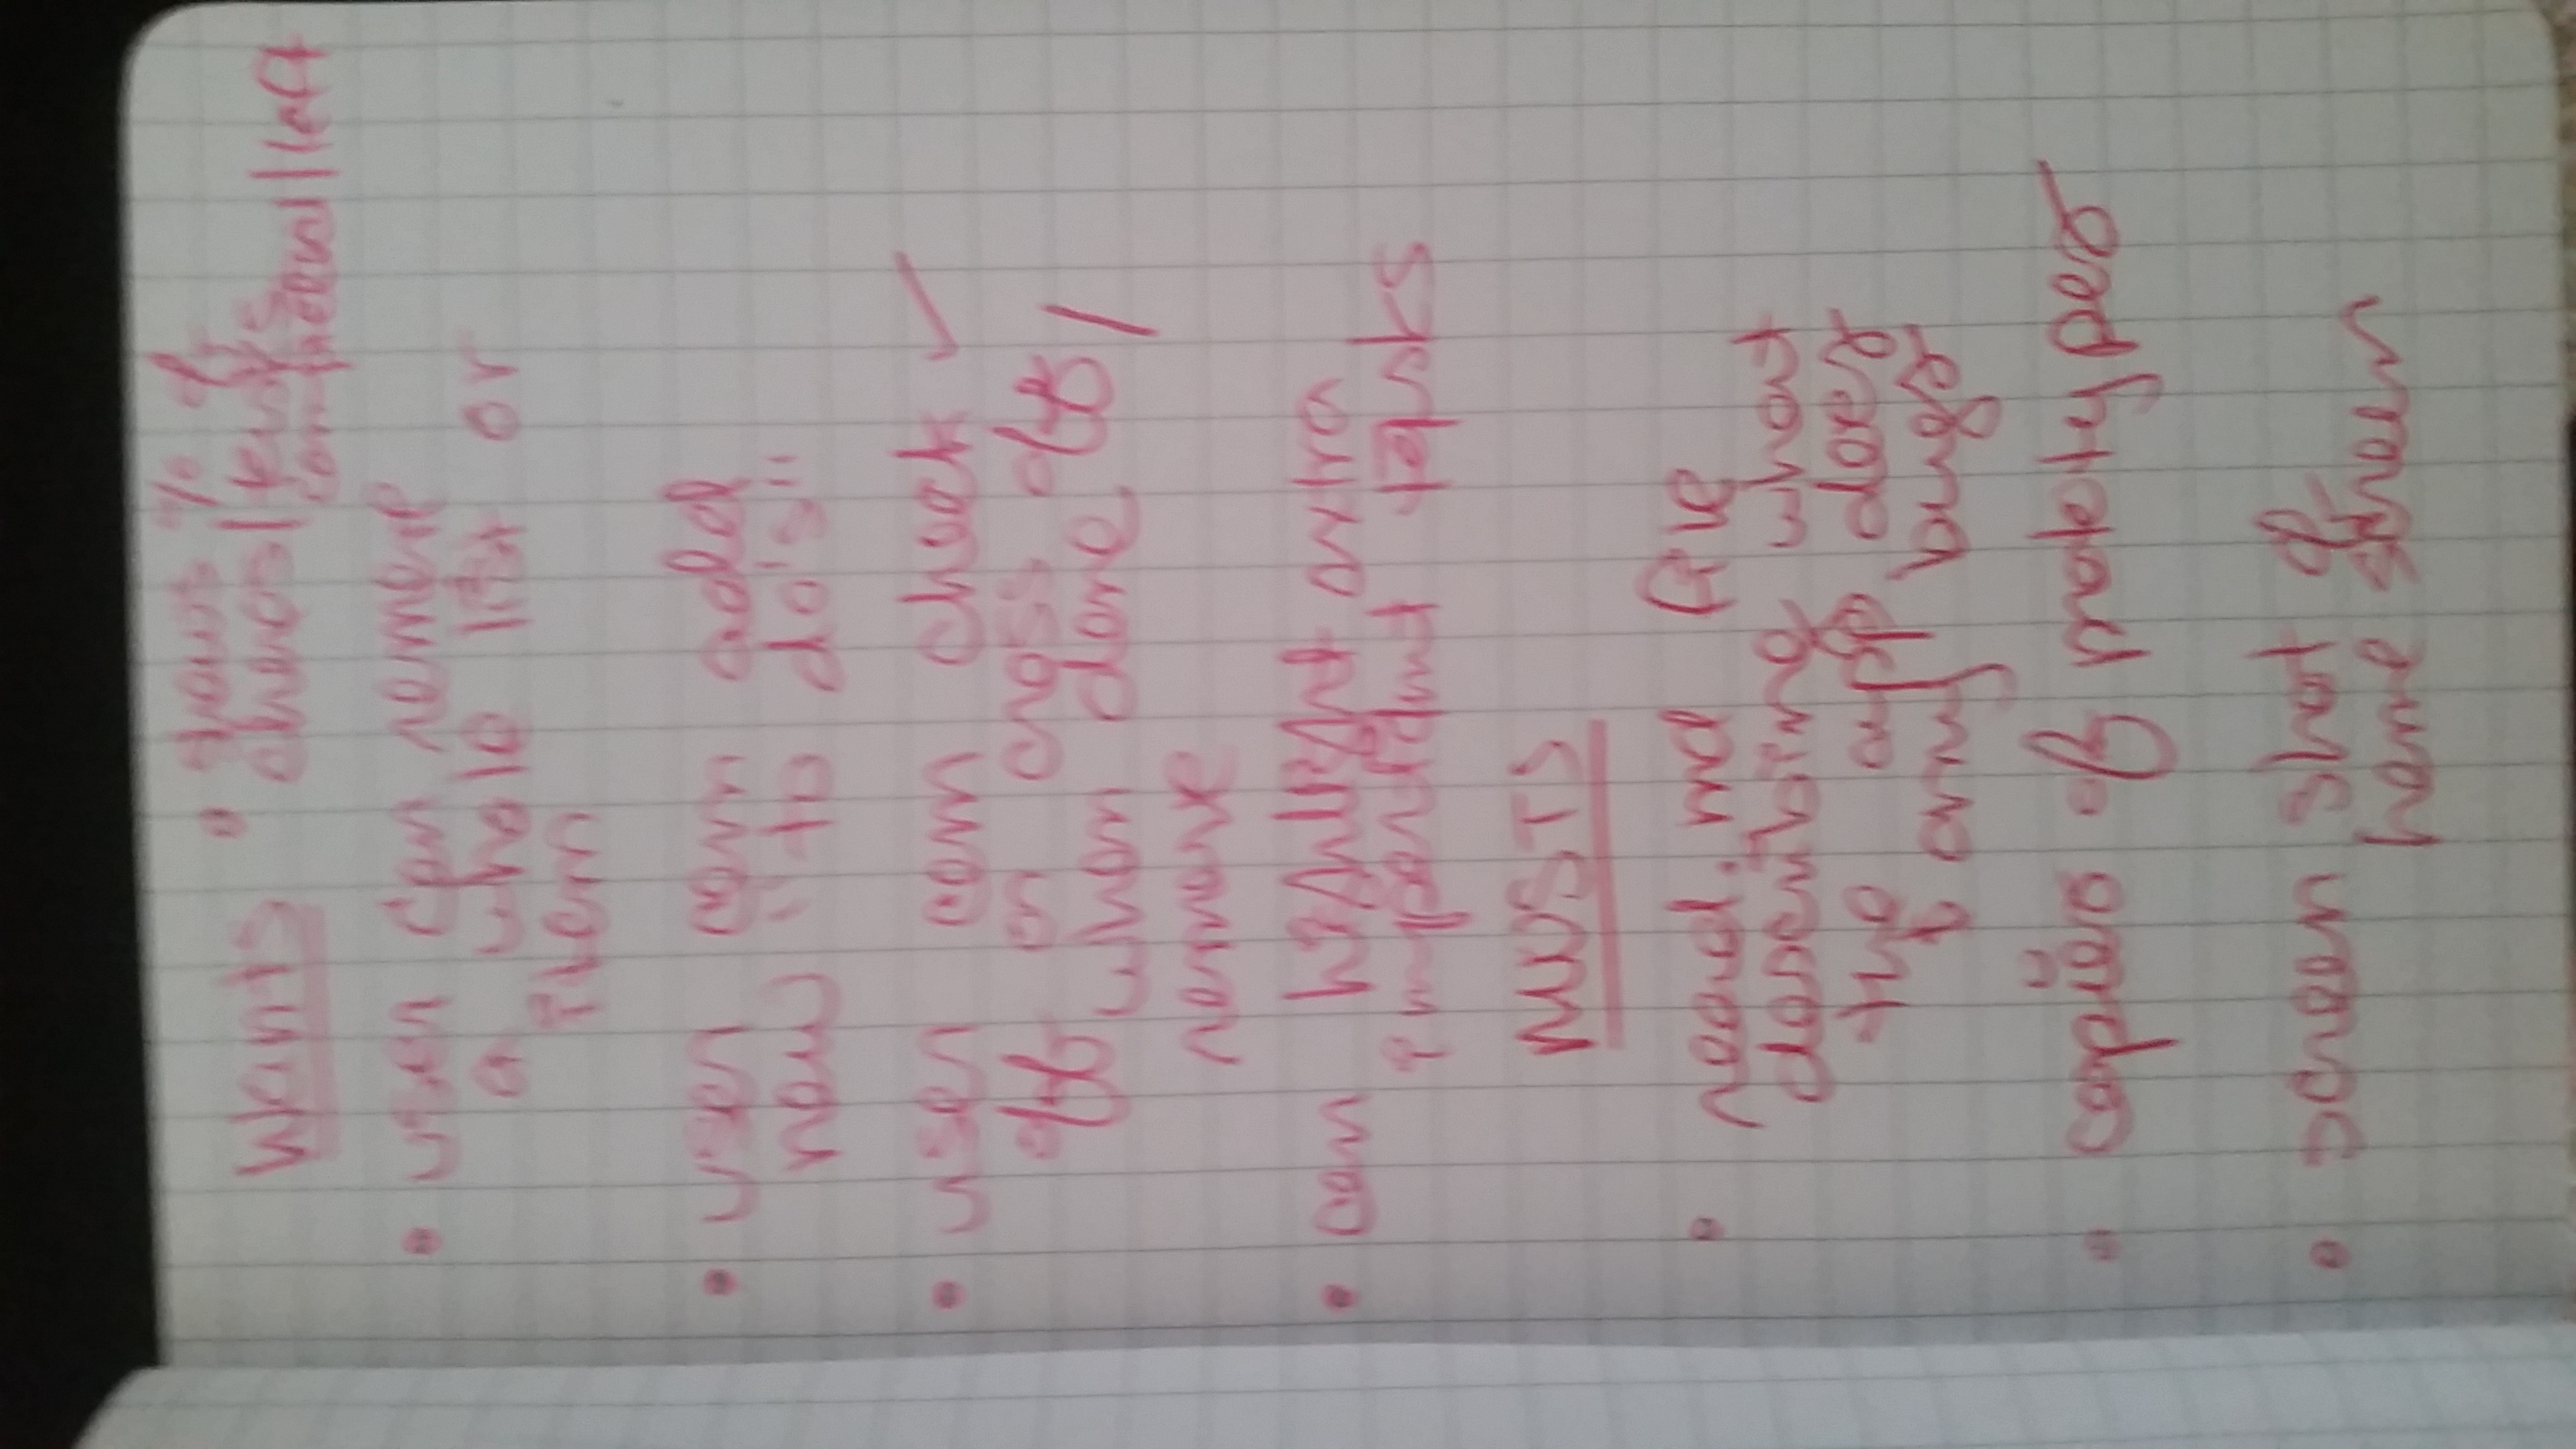 Wants
• shows % of
chores/tasks
completed/left
• user can remove
a whole list or
item
• user can add
new "to do's"
• user can check ✓
off or cross off,/
when done
remove
• can highlight extra
important tasks
MUSTS
• read.md file
describing what
the app does
& any bugs
• copies of prototypes
• screen shot of
home screen